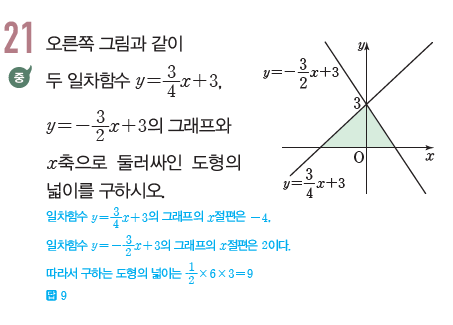 21
중
오른쪽 그림과 같이
두 일차함수 y=3/4x+3,
y=-3/2x+3의 그래프와
x축으로 둘러싸인 도형의
넓이를 구하시오.
y
y=-3/2x+3
3
O
x
y=3/4x+3
일차함수 y=3/4x+3의 그래프의 x절편은 -4,
일차함수 y=-3/2x+3의 그래프의 x절편은 2이다.
따라서 구하는 도형의 넓이는 1/2×6×3=9
답 9